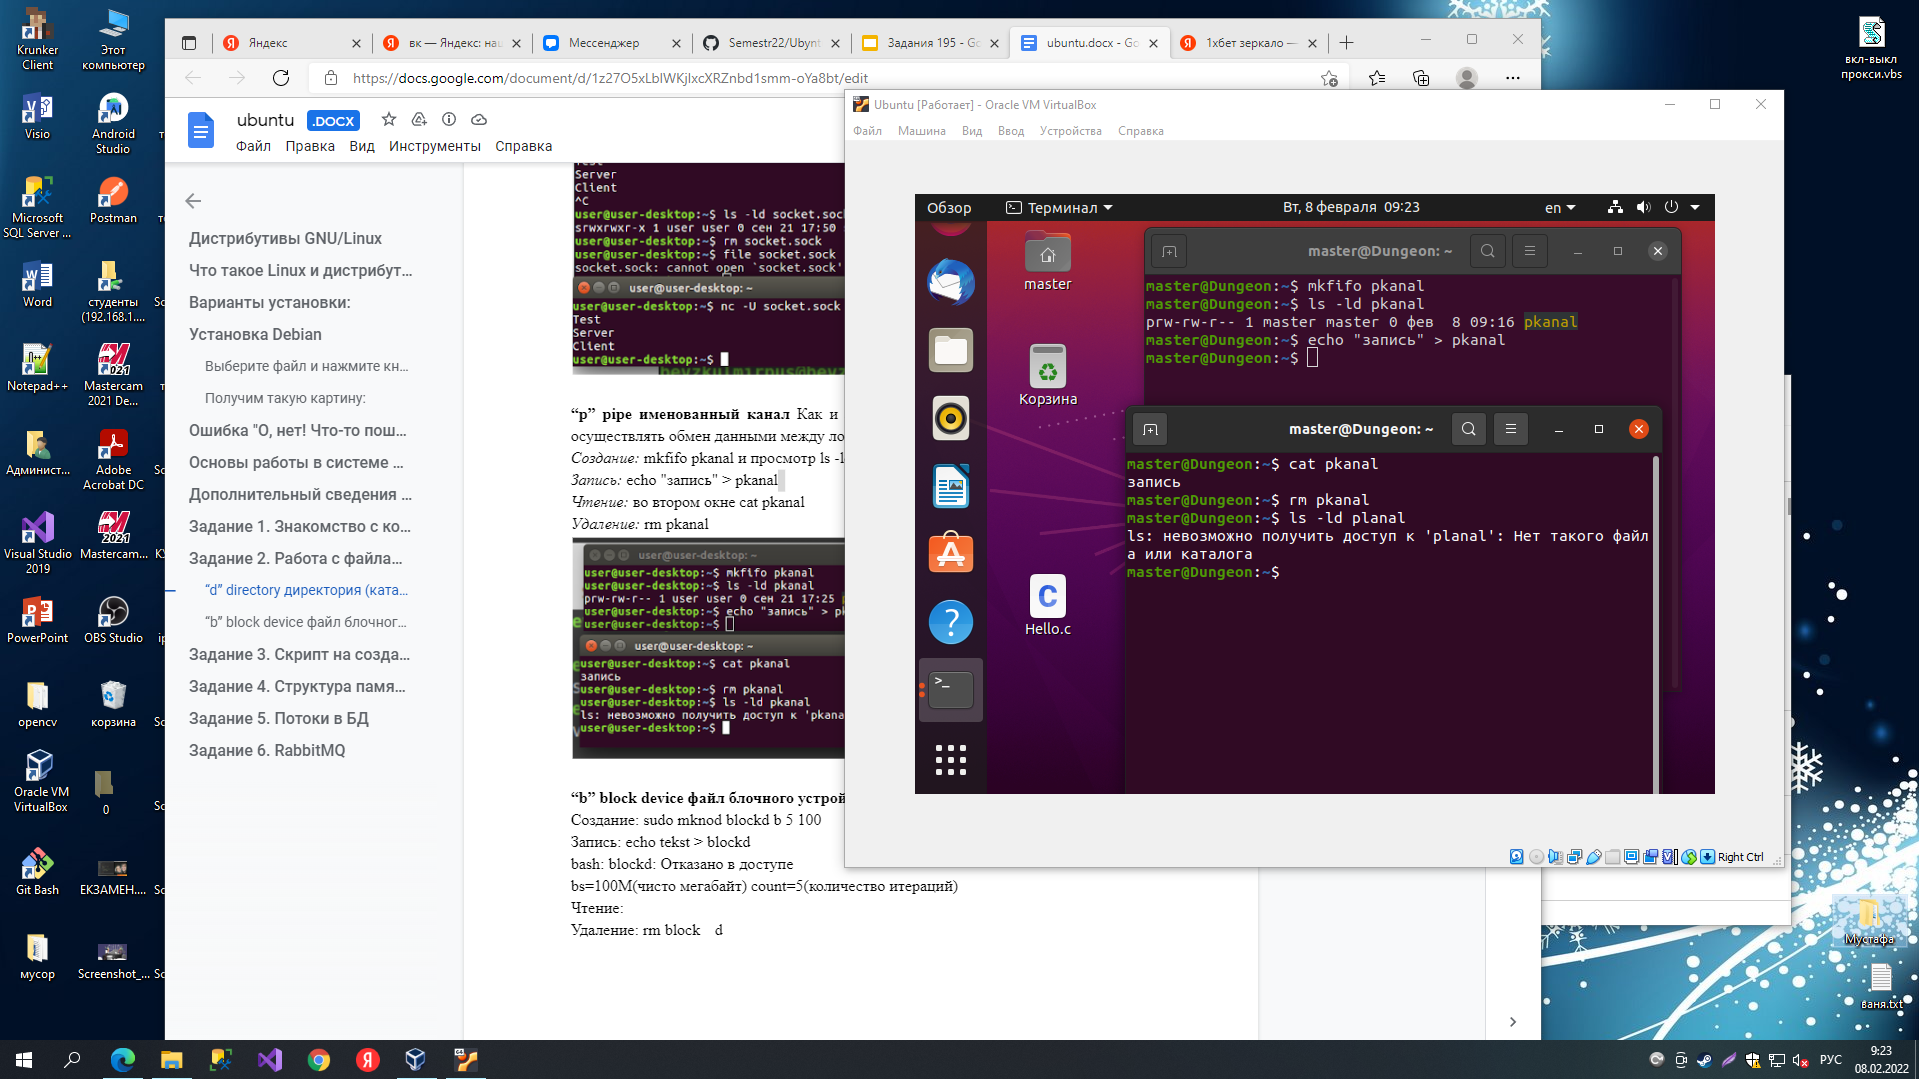 Krunker Client
Этот компьютер
Visio
Android Studio
Microsoft SQL Server ...
Postman
Word
студенты (192.168.1....
Notepad++
Mastercam 2021 De...
Админист...
Adobe Acrobat DC
Visual Studio 2019
Mastercam...
PowerPoint
OBS Studio
opencv
корзина
Oracle VM VirtualBox
0
Git Bash
ЕКЗАМЕН....
мусор
Screenshot_...
Яндекс
вк — Яндекс: наш
Мессенджер
Semestr22/Ubynt
Задания 195 - Go
ubuntu.docx - Go
1хбет зеркало —
https://docs.google.com/document/d/1z27O5xLblWKjlxcXRZnbd1smm-oYa8bt/edit
ubuntu .DOCX
Файл Правка Вид Инструменты Справка
Дистрибутивы GNU/Linux
Что такое Linux и дистрибут...
Варианты установки:
Установка Debian
Выберите файл и нажмите кн...
Получим такую картину:
Ошибка "О, нет! Что-то пош...
Основы работы в системе ...
Дополнительный сведения ...
Задание 1. Знакомство с ко...
Задание 2. Работа с файла...
“d” directory директория (ката...
“b” block device файл блочног...
Задание 3. Скрипт на созда...
Задание 4. Структура памя...
Задание 5. Потоки в БД
Задание 6. RabbitMQ
Test
Server
Client
^C
user@user-desktop:~$ ls -ld socket.sock
srwxrwxr-x 1 user user 0 сен 21 17:50
user@user-desktop:~$ rm socket.sock
user@user-desktop:~$ file socket.sock
socket.sock: cannot open `socket.sock'
user@user-desktop: ~
user@user-desktop:~$ nc -U socket.sock
Test
Server
Client
user@user-desktop:~$
“p” pipe именованный канал Как и
осуществлять обмен данными между ло
Создание: mkfifo pkanal и просмотр ls -l
Запись: echo "запись" > pkanal
Чтение: во втором окне cat pkanal
Удаление: rm pkanal
user@user-desktop: ~
user@user-desktop:~$ mkfifo pkanal
user@user-desktop:~$ ls -ld pkanal
prw-rw-r-- 1 user user 0 сен 21 17:25
user@user-desktop:~$ echo "запись" > pk
user@user-desktop:~$
user@user-desktop: ~
user@user-desktop:~$ cat pkanal
запись
user@user-desktop:~$ rm pkanal
user@user-desktop:~$ ls -ld pkanal
ls: невозможно получить доступ к 'pkana
user@user-desktop:~$
“b” block device файл блочного устрой
Создание: sudo mknod blockd b 5 100
Запись: echo tekst > blockd
bash: blockd: Отказано в доступе
bs=100M(чисто мегабайт) count=5(количество итераций)
Чтение:
Удаление: rm block d
Ubuntu [Работает] - Oracle VM VirtualBox
Файл Машина Вид Ввод Устройства Справка
Обзор Терминал Вт, 8 февраля 09:23 en
master
Корзина
Hello.c
master@Dungeon: ~
master@Dungeon:~$ mkfifo pkanal
master@Dungeon:~$ ls -ld pkanal
prw-rw-r-- 1 master master 0 фев  8 09:16 pkanal
master@Dungeon:~$ echo "запись" > pkanal
master@Dungeon:~$
master@Dungeon: ~
master@Dungeon:~$ cat pkanal
запись
master@Dungeon:~$ rm pkanal
master@Dungeon:~$ ls -ld planal
ls: невозможно получить доступ к 'planal': Нет такого файл
а или каталога
master@Dungeon:~$
Right Ctrl
вкл-выкл прокси.vbs
Мустафа
ваня.txt
РУС
9:23
08.02.2022